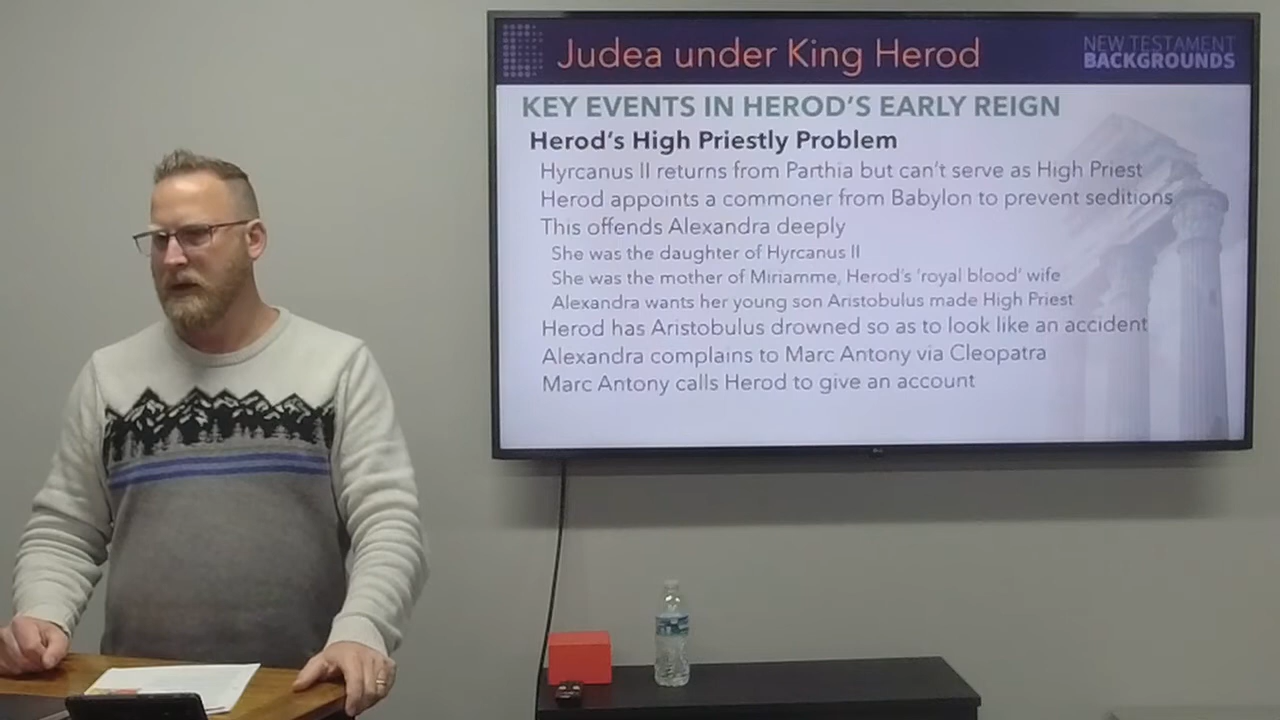 Judea under King Herod
NEW TESTAMENT
BACKGROUNDS
KEY EVENTS IN HEROD'S EARLY REIGN
Herod's High Priestly Problem
Hyrcanus II returns from Parthia but can't serve as High Priest
Herod appoints a commoner from Babylon to prevent seditions
This offends Alexandra deeply
She was the daughter of Hyrcanus II
She was the mother of Miriamme, Herod's 'royal blood' wife
Alexandra wants her young son Aristobulus made High Priest
Herod has Aristobulus drowned so as to look like an accident
Alexandra complains to Marc Antony via Cleopatra
Marc Antony calls Herod to give an account